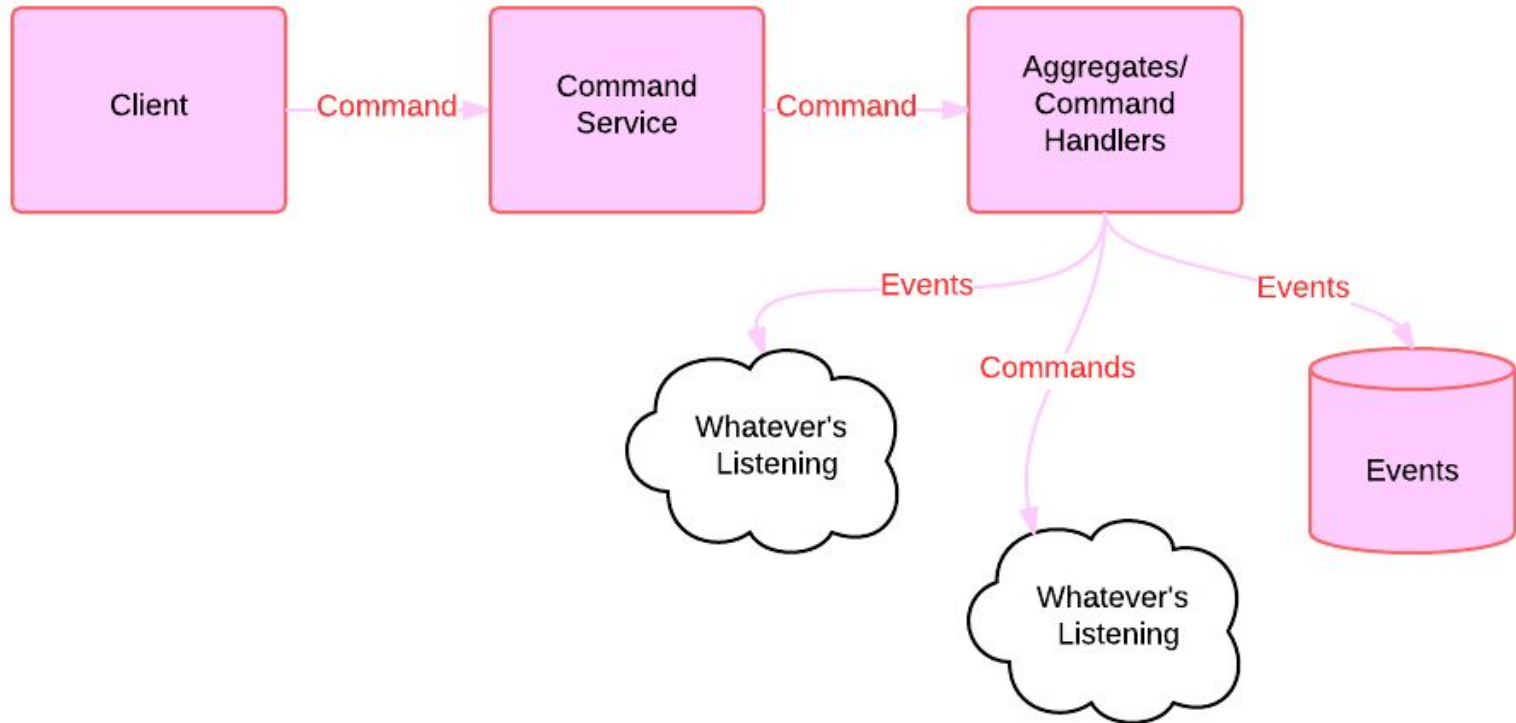 Client
Command
Command
Service
Command
Aggregates/
Command
Handlers
Events
Events
Commands
Whatever's
Listening
Events
Whatever's
Listening